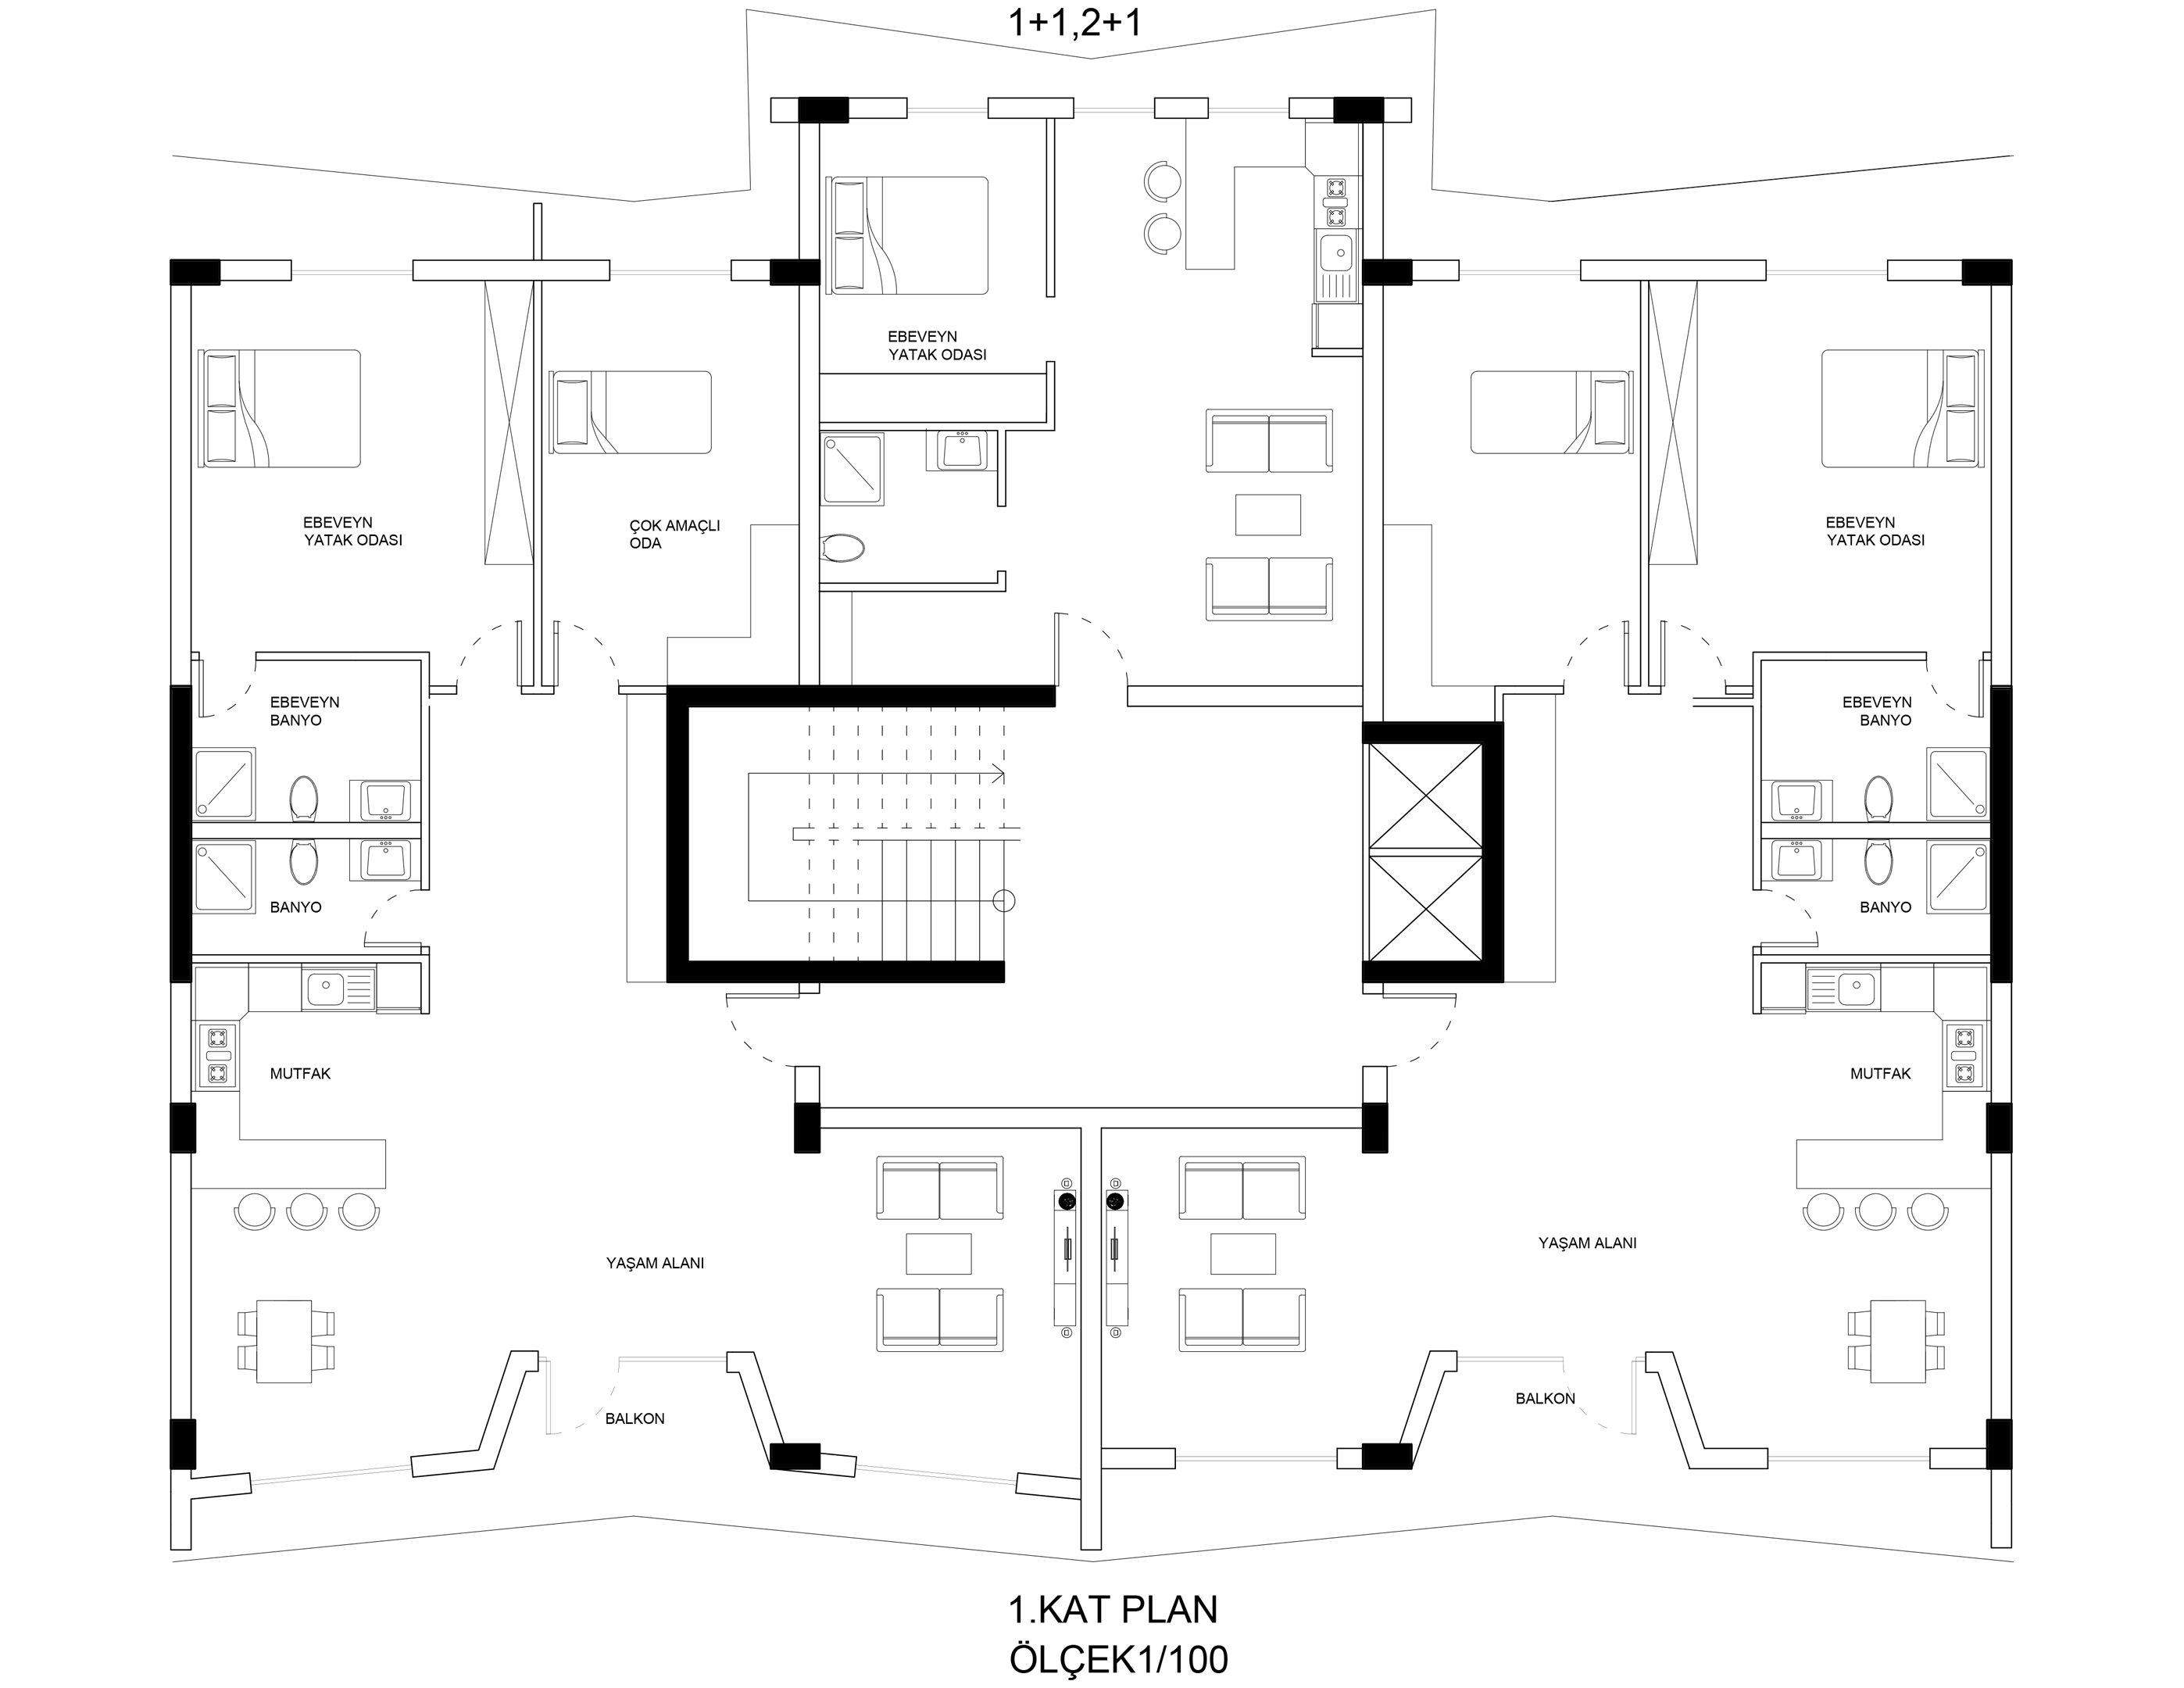 1+1,2+1
EBEVEYN
YATAK ODASI
EBEVEYN
YATAK ODASI
ÇOK AMAÇLI
ODA
EBEVEYN
YATAK ODASI
EBEVEYN
BANYO
EBEVEYN
BANYO
BANYO
BANYO
MUTFAK
MUTFAK
YAŞAM ALANI
YAŞAM ALANI
BALKON
BALKON
1.KAT PLAN
ÖLÇEK1/100